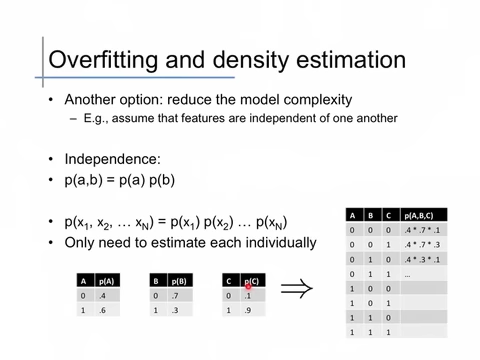 Overfitting and density estimation
• Another option: reduce the model complexity
– E.g., assume that features are independent of one another
• Independence:
• p(a,b) = p(a) p(b)
p(x₁, x₂, … x_N) = p(x₁) p(x₂) … p(x_N)
• Only need to estimate each individually
A p(A)
0 .4
1 .6
B p(B)
0 .7
1 .3
C p(C)
0 .1
1 .9
⇒
A B C p(A,B,C)
0 0 0 .4 * .7 * .1
0 0 1 .4 * .7 * .3
0 1 0 .4 * .3 * .1
0 1 1 …
1 0 0
1 0 1
1 1 0
1 1 1